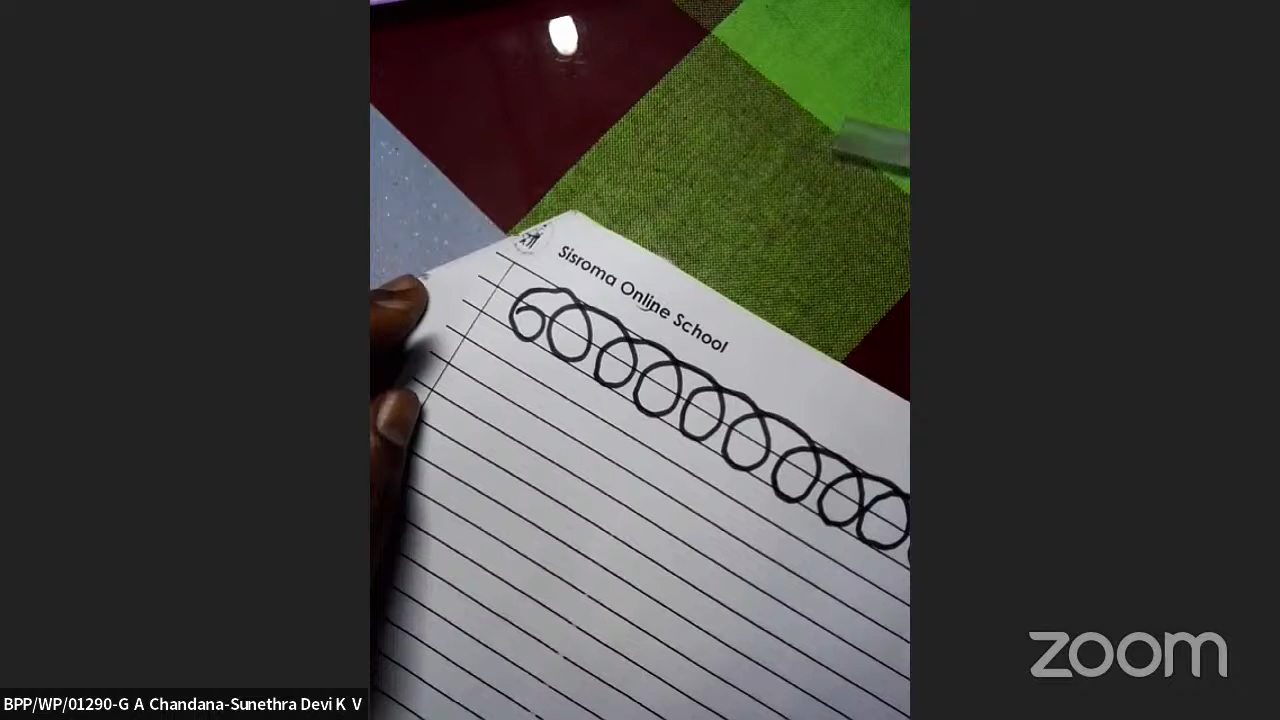 Sisroma Online School
zoom
BPP/WP/01290-G A Chandana-Sunethra Devi K V